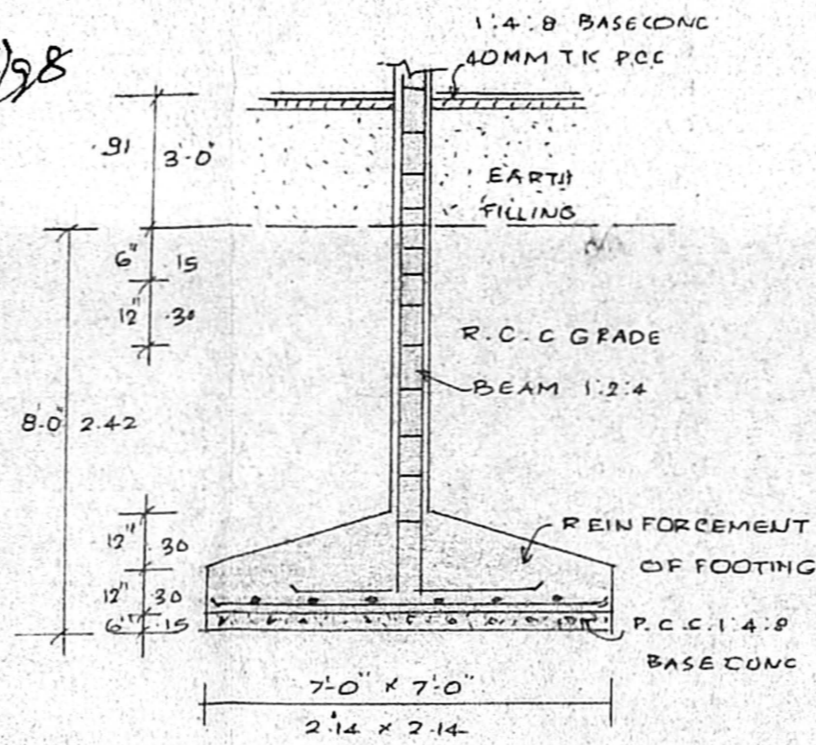 1:4:8 BASECONC
40MM TK PCC
.91 3'-0"
EARTH
FILLING
6" .15
12" .30
R.C.C GRADE
BEAM 1:2:4
8'-0" 2.42
12" .30
REINFORCEMENT
OF FOOTING
12" 30
6" 15
P.C.C. 1:4:8
BASE CONC
7'-0" x 7'-0"
2.14 x 2.14